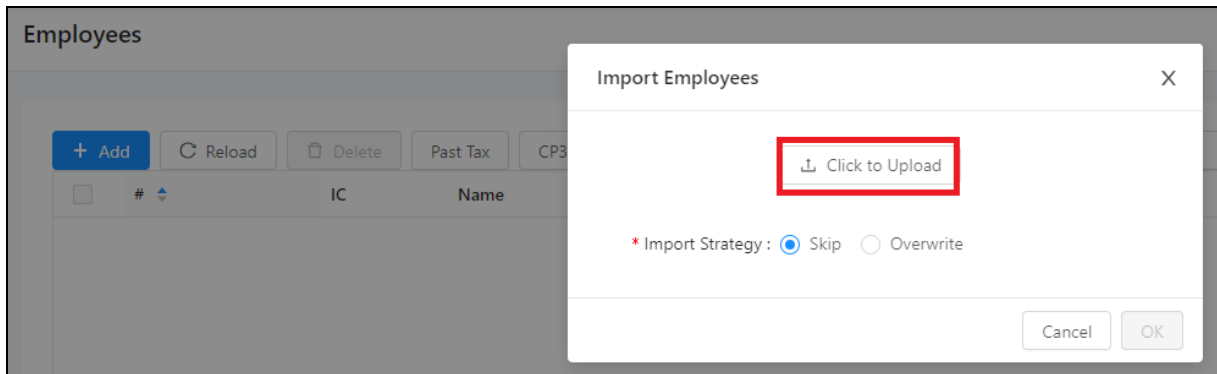 Employees
Import Employees
X
+ Add
Reload
Delete
Past Tax
CP3
Click to Upload
# IC Name
* Import Strategy : Skip Overwrite
Cancel OK